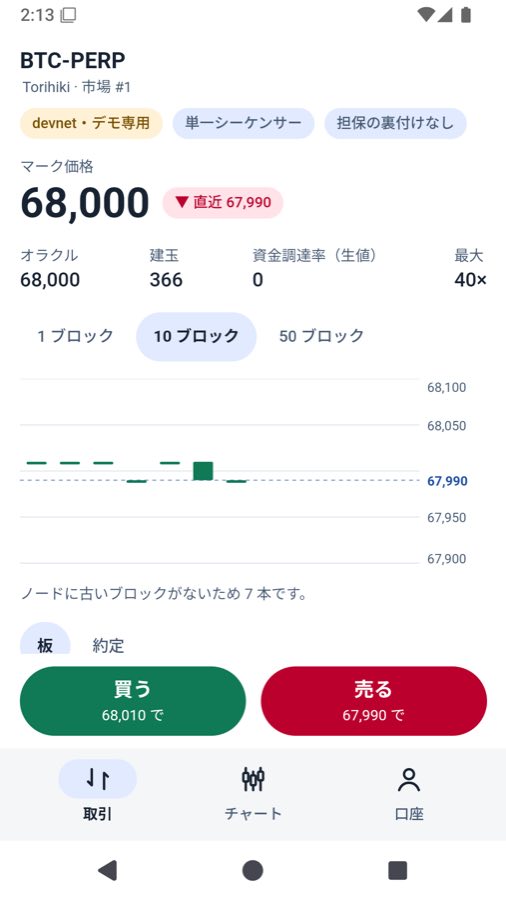 2:13
BTC-PERP
Torihiki · 市場 #1
devnet・デモ専用 単一シーケンサー 担保の裏付けなし
マーク価格
68,000 ▼ 直近 67,990
オラクル 建玉 資金調達率（生値） 最大
68,000 366 0 40×
1 ブロック 10 ブロック 50 ブロック
68,100
68,050
67,990
67,950
67,900
ノードに古いブロックがないため 7 本です。
板 約定
買う 売る
68,010 で 67,990 で
取引 チャート 口座